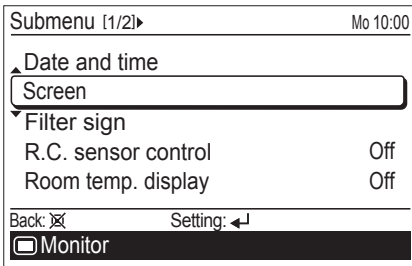 Submenu [1/2]▸ Mo 10:00
Date and time
Screen
Filter sign
R.C. sensor control Off
Room temp. display Off
Back: Setting:
Monitor